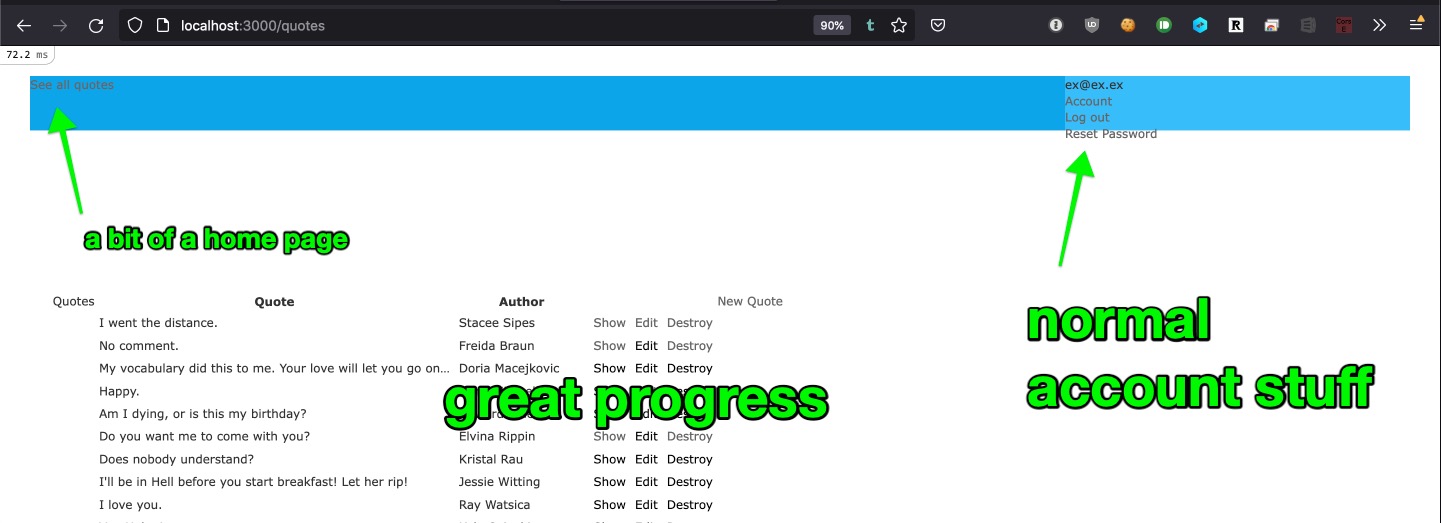 localhost:3000/quotes
90%
72.2 ms
See all quotes
ex@ex.ex
Account
Log out
Reset Password
a bit of a home page
normal
account stuff
Quotes Quote Author New Quote
I went the distance. Stacee Sipes Show Edit Destroy
No comment. Freida Braun Show Edit Destroy
My vocabulary did this to me. Your love will let you go on… Doria Macejkovic Show Edit Destroy
Happy.
great progress
Am I dying, or is this my birthday?
Do you want me to come with you? Elvina Rippin Show Edit Destroy
Does nobody understand? Kristal Rau Show Edit Destroy
I'll be in Hell before you start breakfast! Let her rip! Jessie Witting Show Edit Destroy
I love you. Ray Watsica Show Edit Destroy